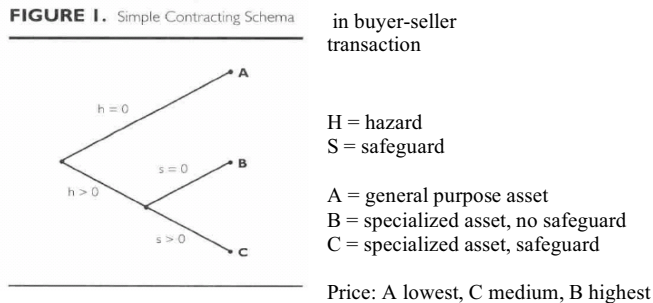 FIGURE 1. Simple Contracting Schema
in buyer-seller
transaction
A
h = 0
H = hazard
S = safeguard
s = 0
B
h > 0
A = general purpose asset
B = specialized asset, no safeguard
s > 0
C = specialized asset, safeguard
C
Price: A lowest, C medium, B highest